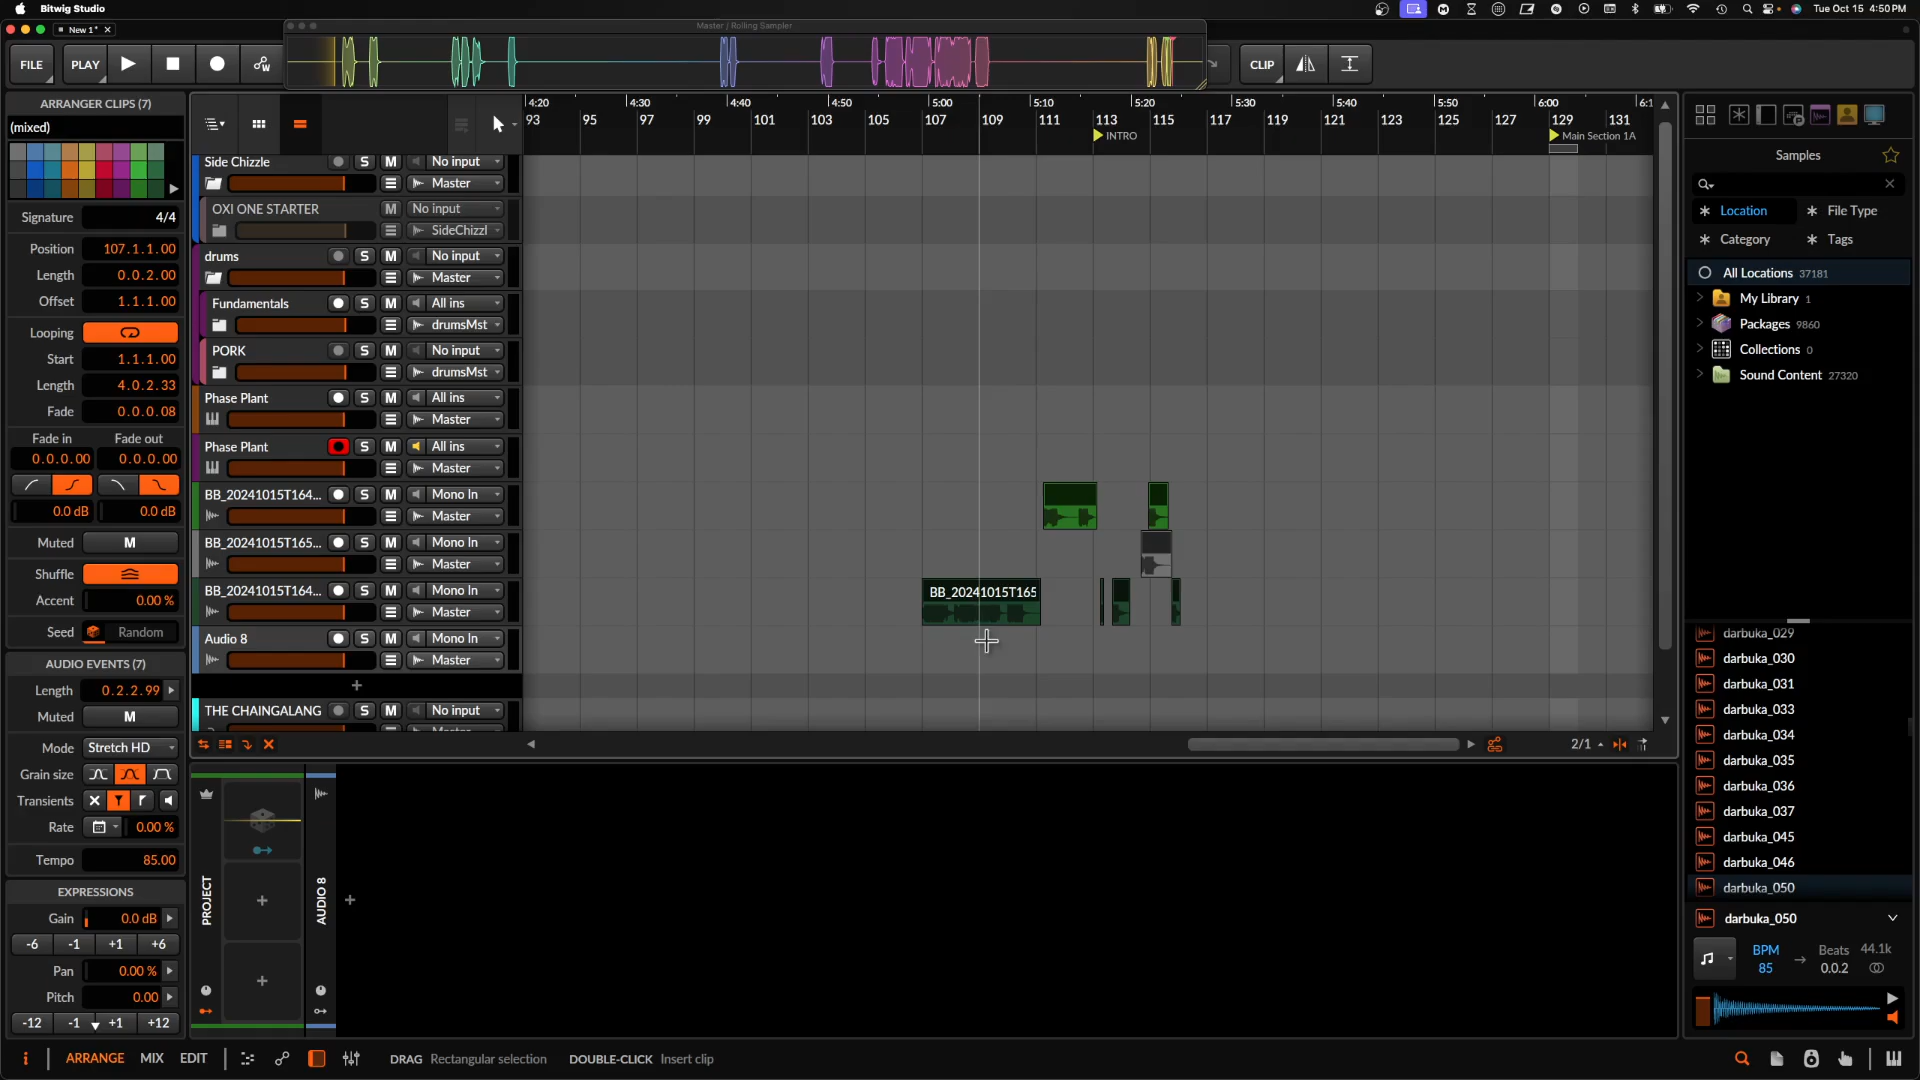 Bitwig Studio
Tue Oct 15 4:50 PM
New 1*
Master / Rolling Sampler
FILE
PLAY
CLIP
ARRANGER CLIPS (7)
(mixed)
Signature 4/4
Position 107.1.1.00
Length 0.0.2.00
Offset 1.1.1.00
Looping
Start 1.1.1.00
Length 4.0.2.33
Fade 0.0.0.08
Fade in Fade out
0.0.0.00 0.0.0.00
0.0 dB 0.0 dB
Muted M
Shuffle
Accent 0.00 %
Seed Random
AUDIO EVENTS (7)
Length 0.2.2.99
Muted M
Mode Stretch HD
Grain size
Transients
Rate 0.00 %
Tempo 85.00
EXPRESSIONS
Gain 0.0 dB
-6 -1 +1 +6
Pan 0.00 %
Pitch 0.00
-12 -1 +1 +12
4:20 4:30 4:40 4:50 5:00 5:10 5:20 5:30 5:40 5:50 6:00 6:1
93 95 97 99 101 103 105 107 109 111 113 115 117 119 121 123 125 127 129 131
INTRO
Main Section 1A
Side Chizzle S M No input
Master
OXI ONE STARTER M No input
SideChizzl
drums S M No input
Master
Fundamentals S M All ins
drumsMst
PORK S M No input
drumsMst
Phase Plant S M All ins
Master
Phase Plant S M All ins
Master
BB_20241015T164... S M Mono In
Master
BB_20241015T165... S M Mono In
Master
BB_20241015T164... S M Mono In
Master
BB_20241015T165
Audio 8 S M Mono In
Master
THE CHAINGALANG S M No input
2/1
PROJECT
AUDIO 8
Samples
Location
File Type
Category
Tags
All Locations 37181
My Library 1
Packages 9860
Collections 0
Sound Content 27320
darbuka_029
darbuka_030
darbuka_031
darbuka_033
darbuka_034
darbuka_035
darbuka_036
darbuka_037
darbuka_045
darbuka_046
darbuka_050
darbuka_050
BPM Beats 44.1k
85 0.0.2
ARRANGE MIX EDIT
DRAG Rectangular selection DOUBLE-CLICK Insert clip